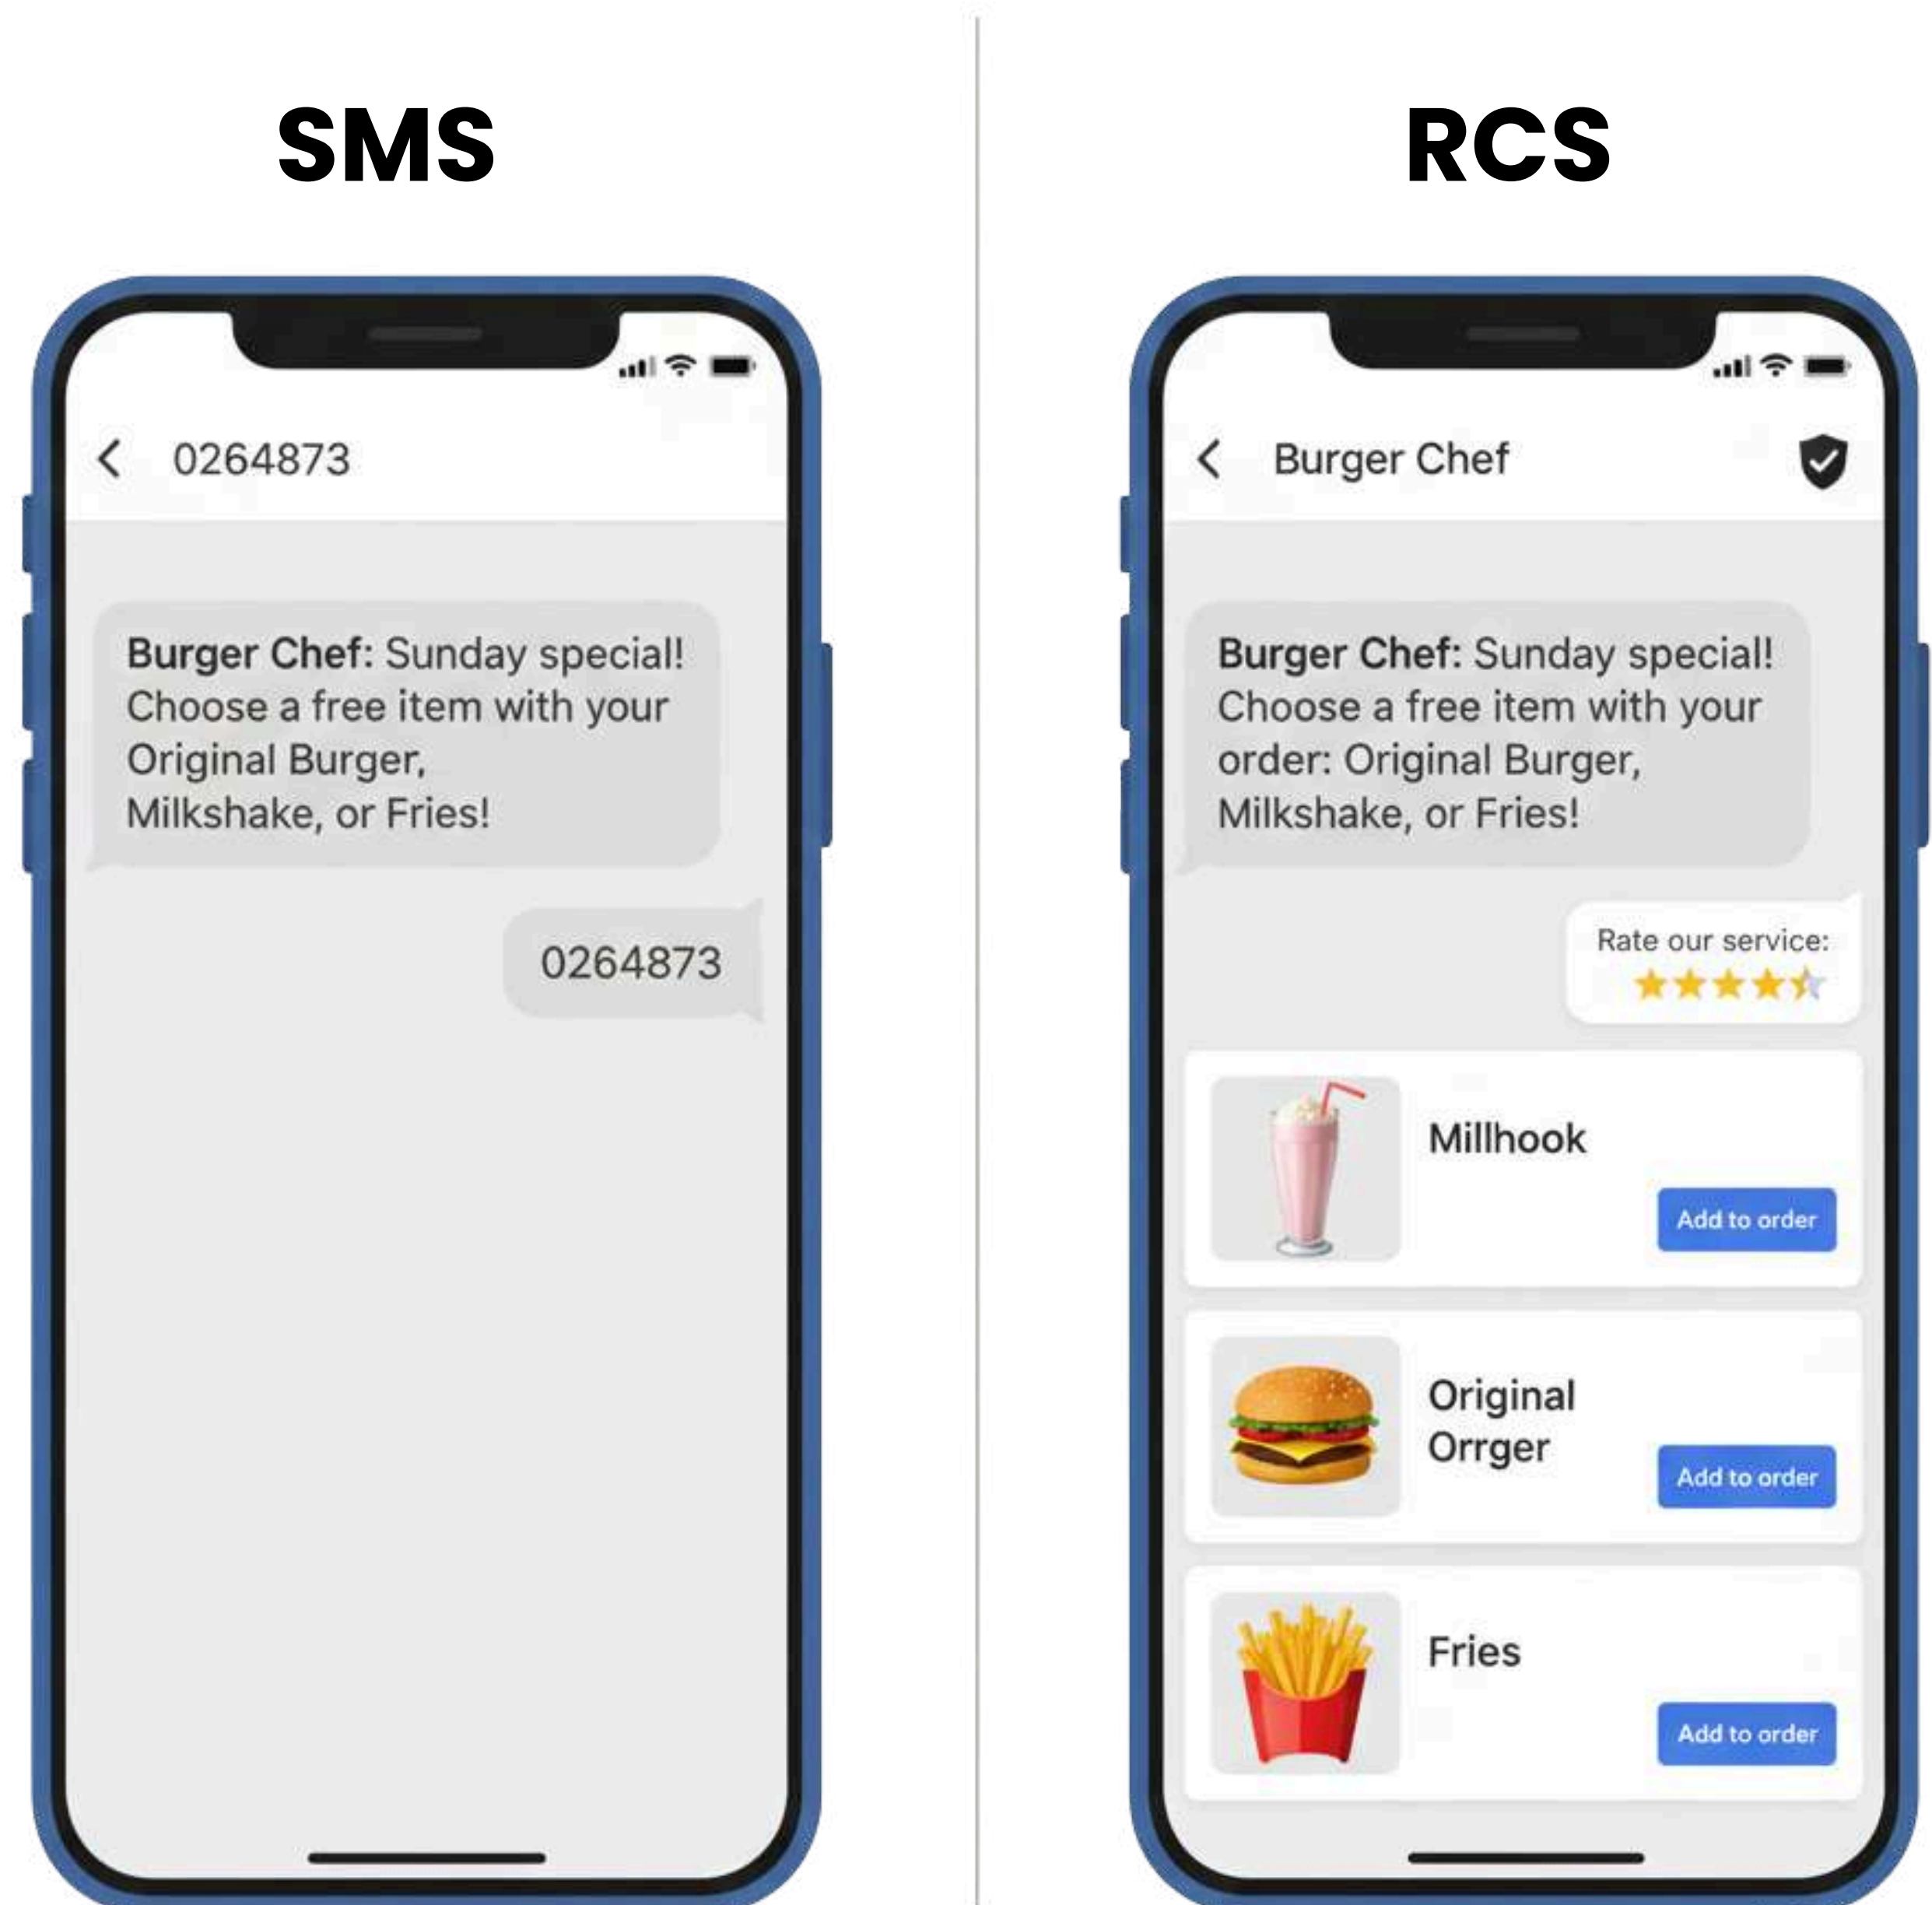 SMS
0264873
Burger Chef: Sunday special!
Choose a free item with your
Original Burger,
Milkshake, or Fries!
0264873
RCS
Burger Chef
Burger Chef: Sunday special!
Choose a free item with your
order: Original Burger,
Milkshake, or Fries!
Rate our service:
Millhook
Add to order
Original
Orrger
Add to order
Fries
Add to order